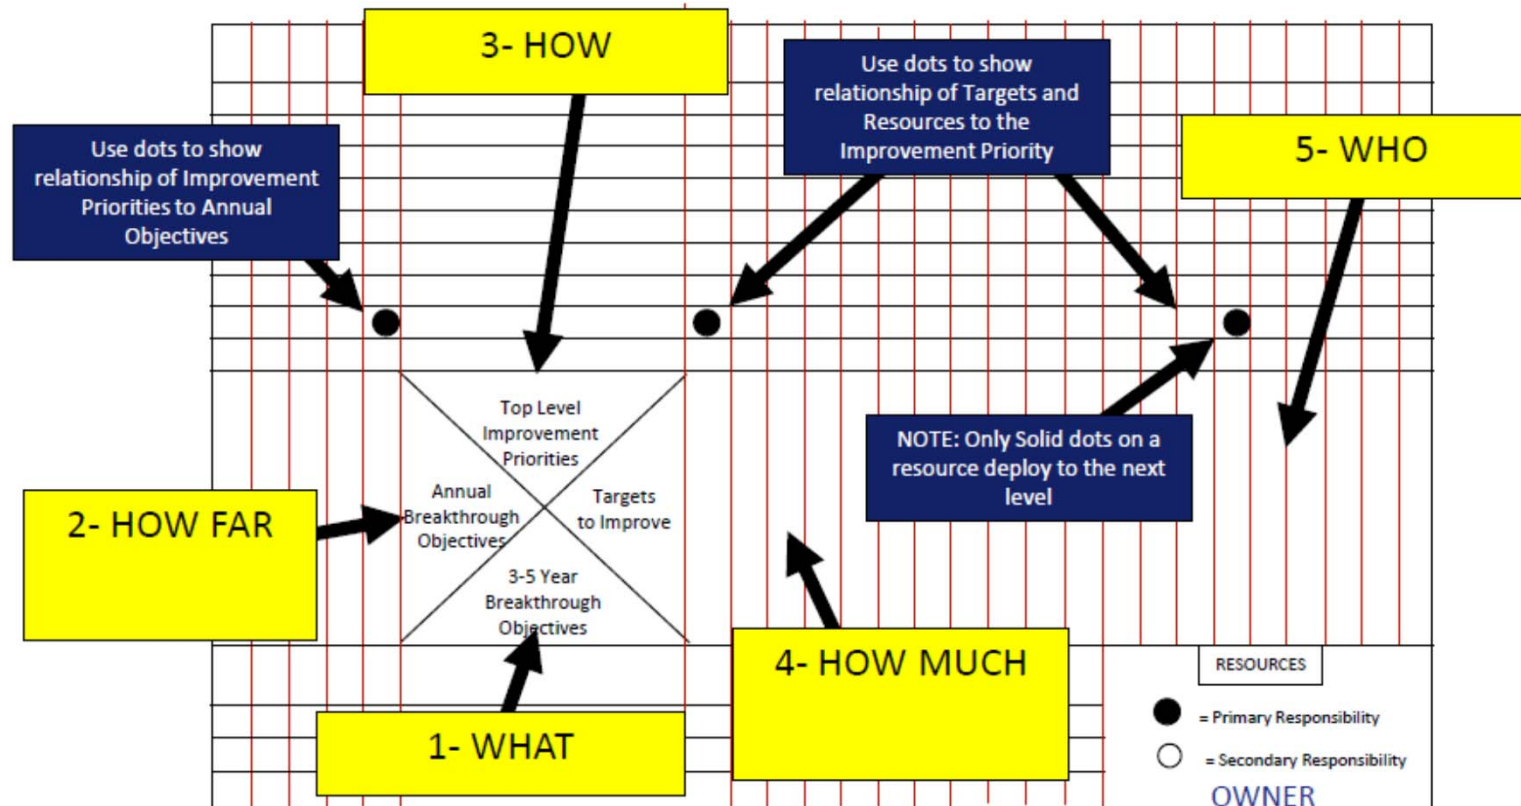 3- HOW
Use dots to show
relationship of Targets and
Resources to the
Improvement Priority
5- WHO
Use dots to show
relationship of Improvement
Priorities to Annual
Objectives
Top Level
Improvement
Priorities
NOTE: Only Solid dots on a
resource deploy to the next
level
2- HOW FAR
Annual
Breakthrough
Objectives
Targets
to Improve
3-5 Year
Breakthrough
Objectives
4- HOW MUCH
1- WHAT
RESOURCES
= Primary Responsibility
= Secondary Responsibility
OWNER